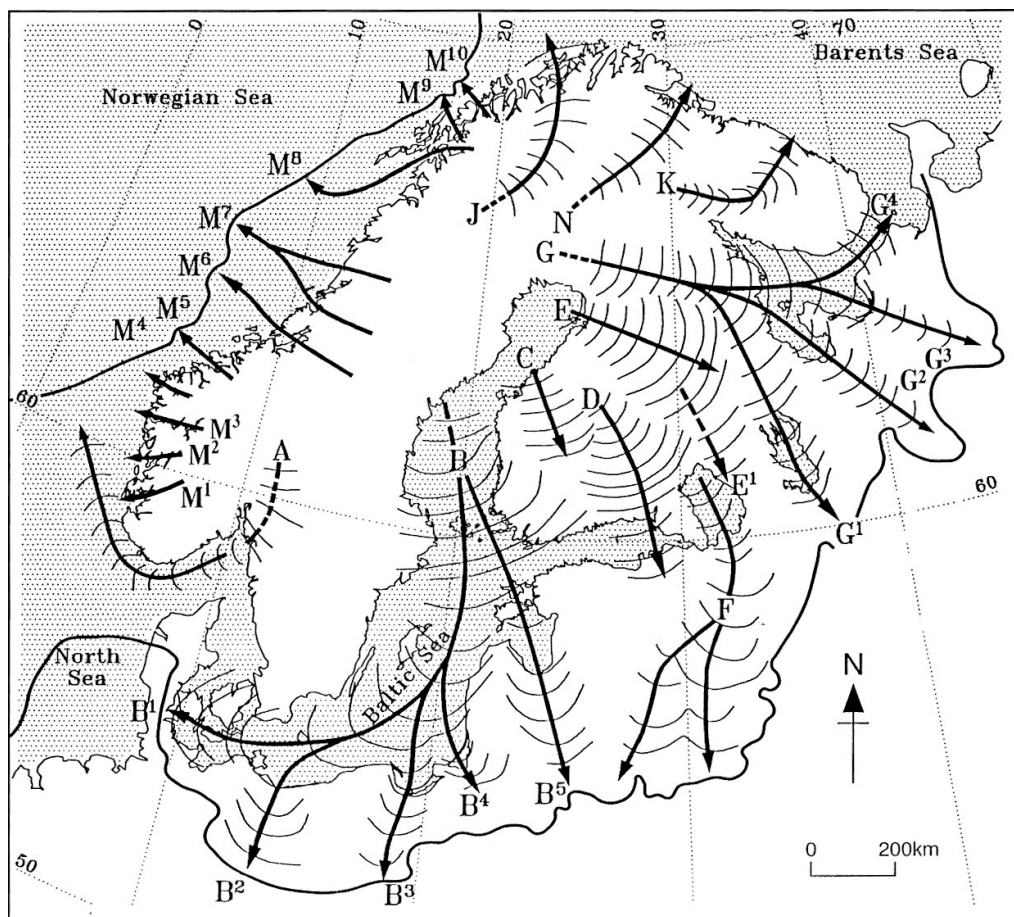 0
10
20
30
40
70
Barents Sea
Norwegian Sea
M¹⁰
M⁹
M⁸
K
J
N
G⁴
M⁷
G
M⁶
E
M⁵
M⁴
C
G³
G²
D
60
M³
A
B
M²
E¹
M¹
60
G¹
F
North
Sea
Baltic Sea
N
B¹
B⁴
B⁵
50
0
200km
B²
B³